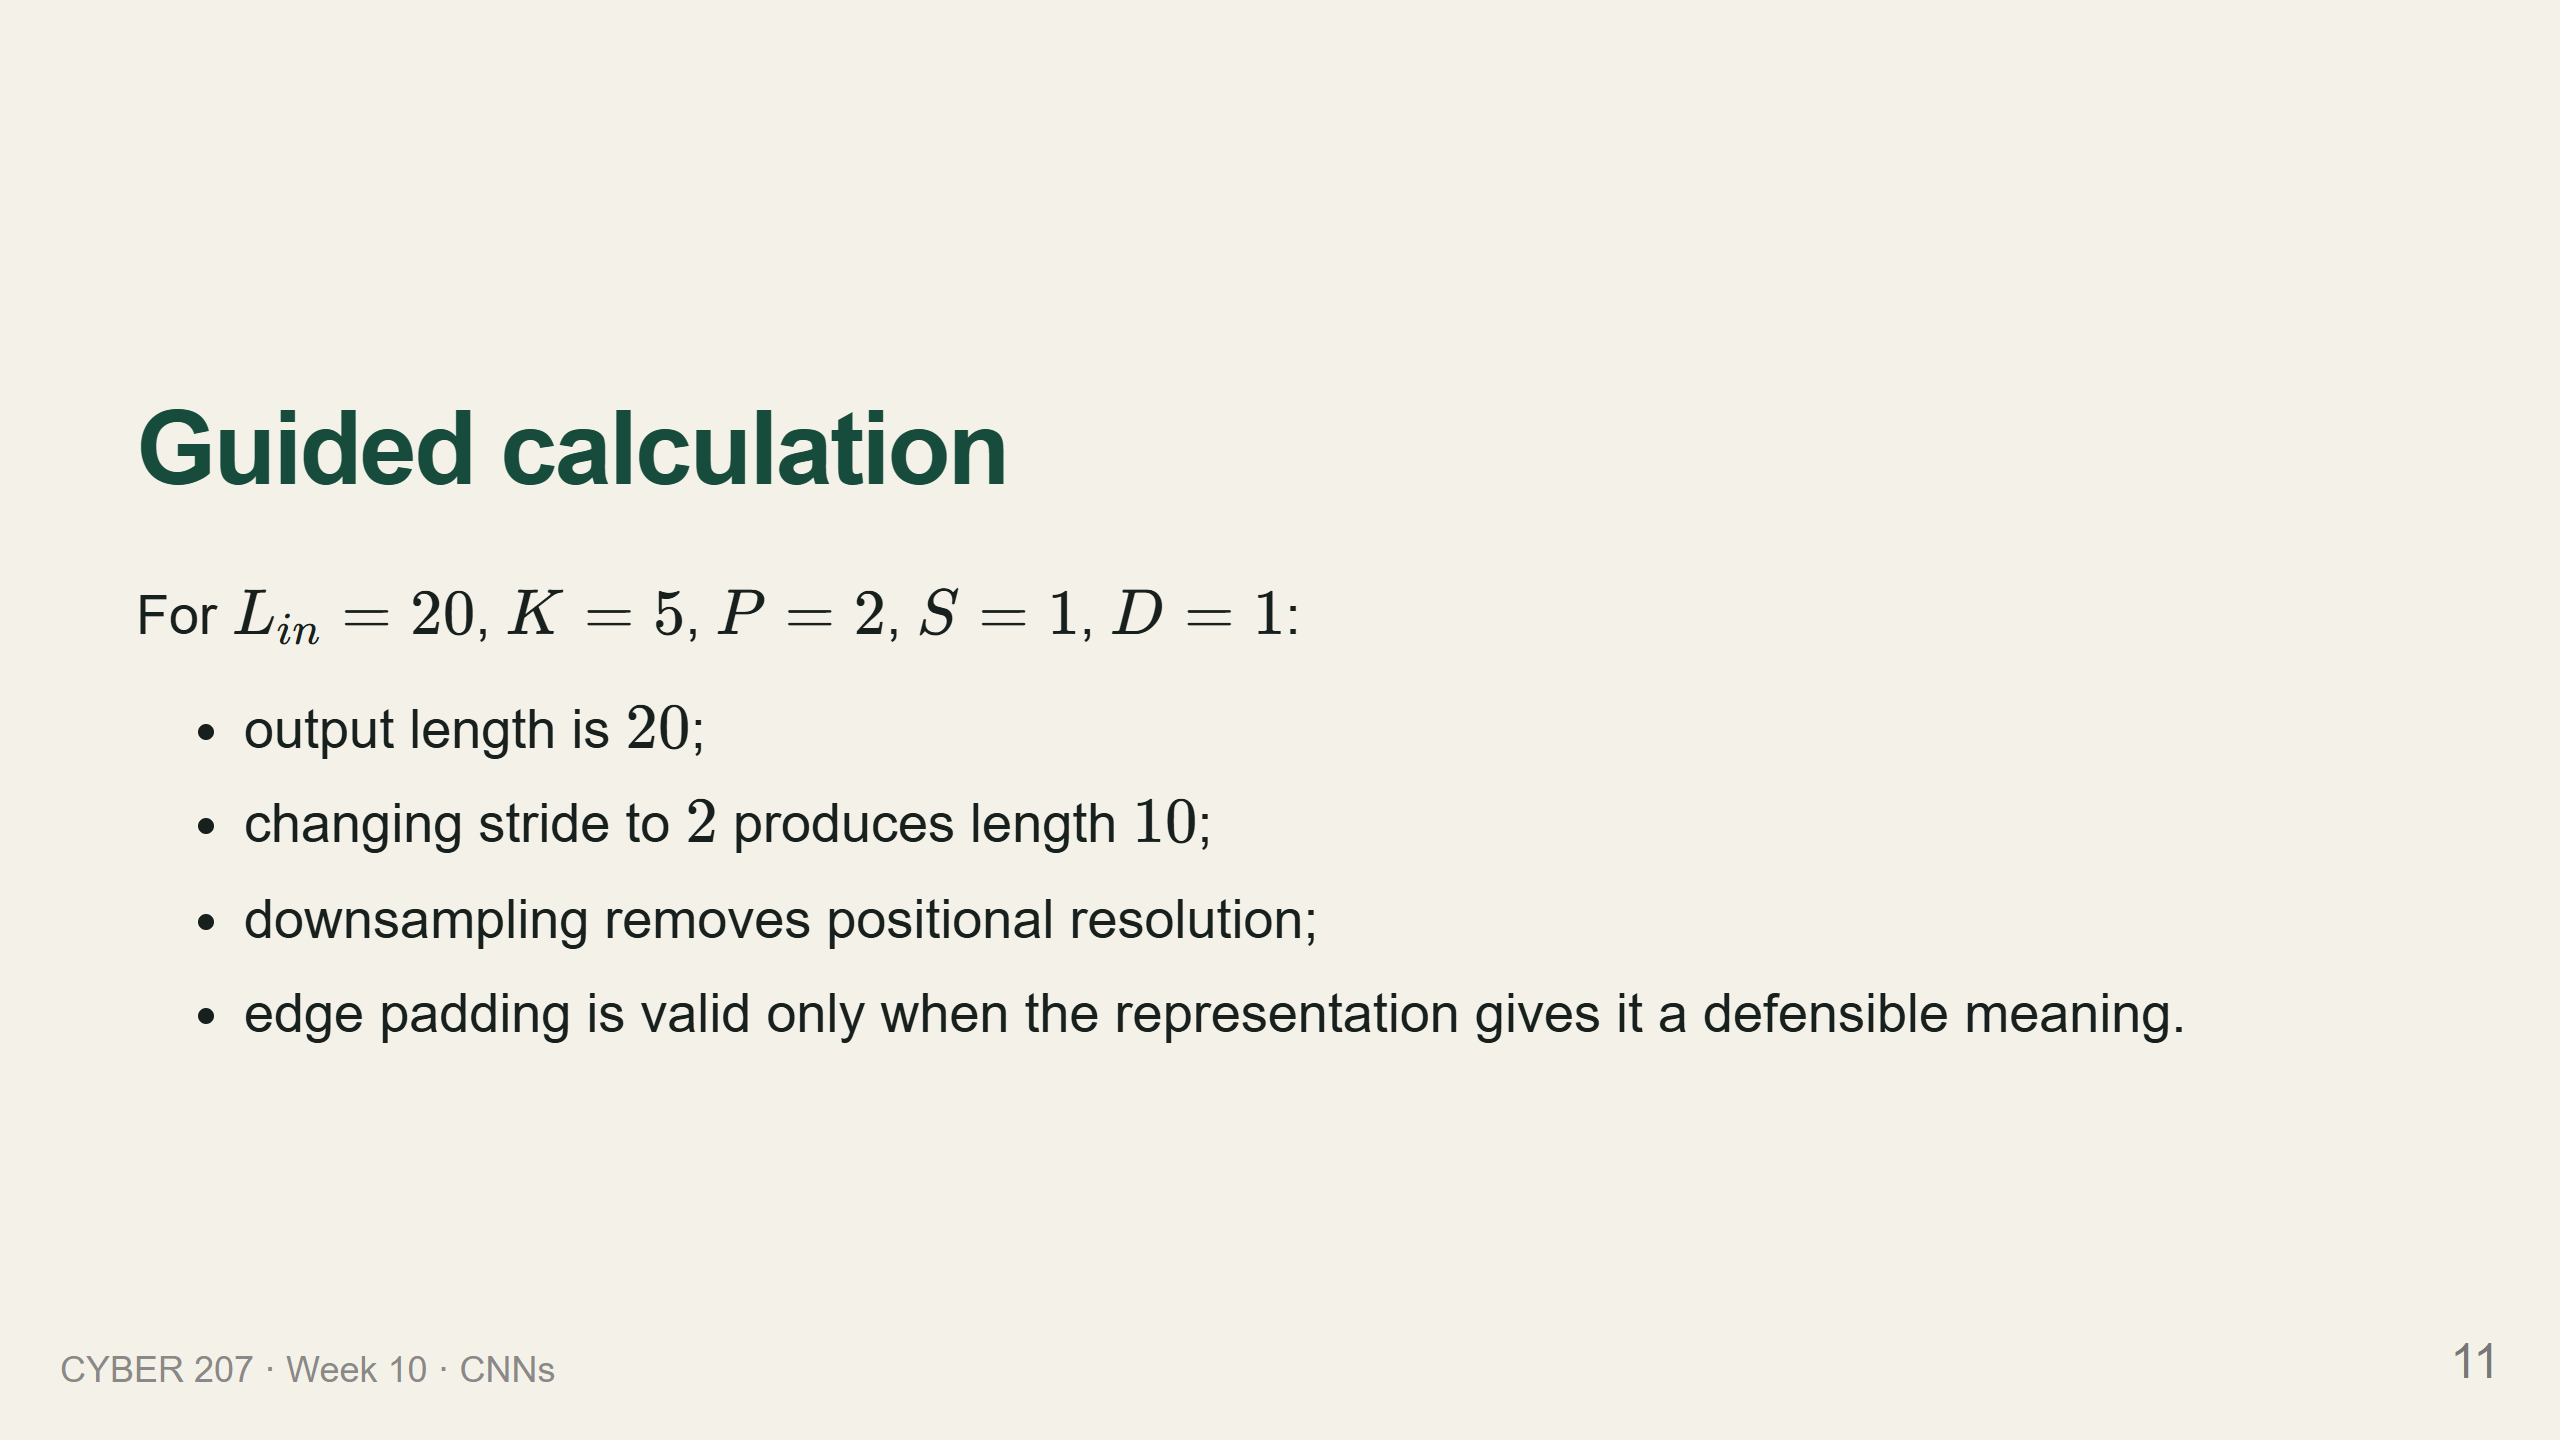 Guided calculation
For L_in = 20, K = 5, P = 2, S = 1, D = 1:
• output length is 20;
• changing stride to 2 produces length 10;
• downsampling removes positional resolution;
• edge padding is valid only when the representation gives it a defensible meaning.
CYBER 207 · Week 10 · CNNs
11